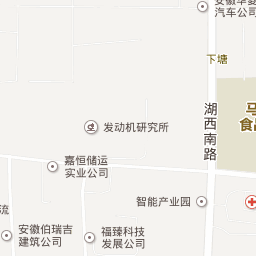 安徽华菱
汽车公司
下塘
湖西南路
马
食品
发动机研究所
嘉恒储运
实业公司
智能产业园
流
安徽伯瑞吉
建筑公司
福臻科技
发展公司